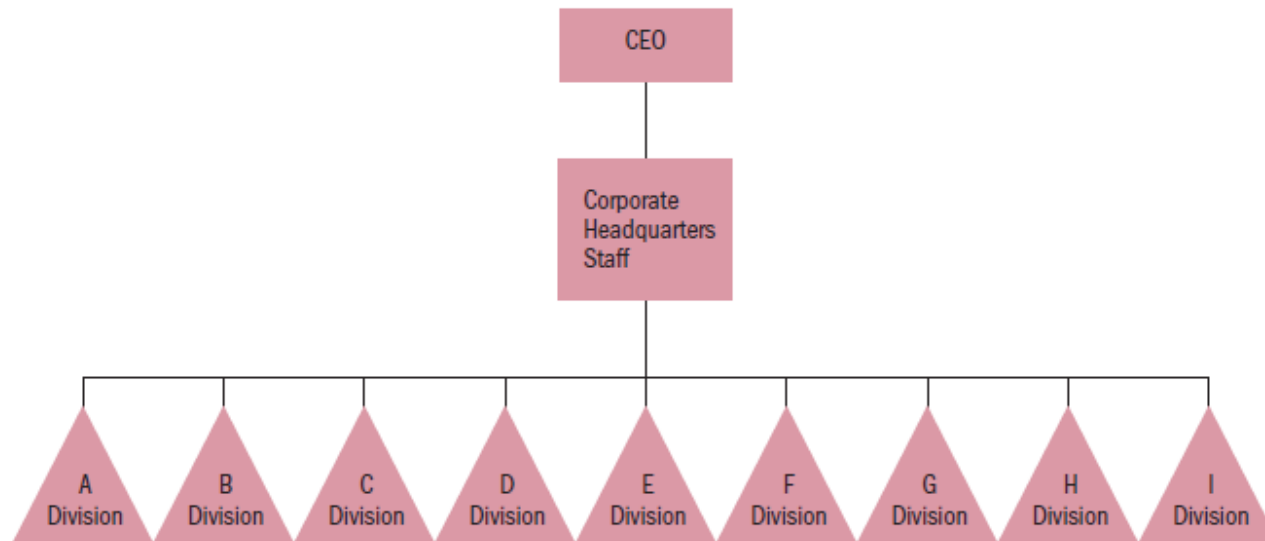 CEO
Corporate
Headquarters
Staff
A
Division
B
Division
C
Division
D
Division
E
Division
F
Division
G
Division
H
Division
I
Division